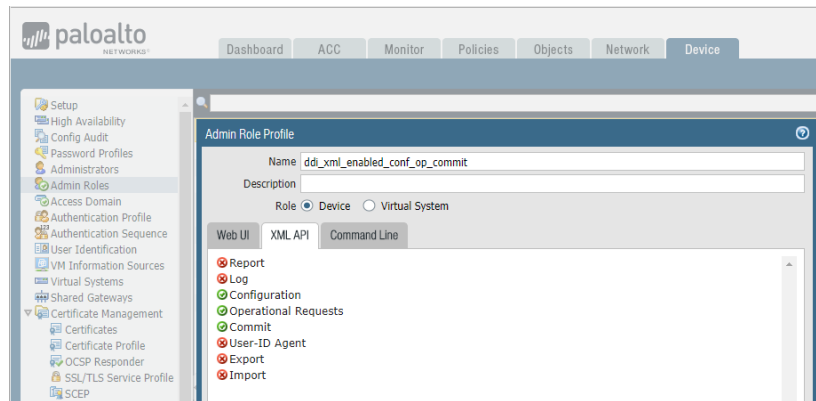 paloalto
NETWORKS
Dashboard ACC Monitor Policies Objects Network Device
Setup
High Availability
Config Audit
Password Profiles
Administrators
Admin Roles
Access Domain
Authentication Profile
Authentication Sequence
User Identification
VM Information Sources
Virtual Systems
Shared Gateways
Certificate Management
Certificates
Certificate Profile
OCSP Responder
SSL/TLS Service Profile
SCEP
Admin Role Profile
Name ddi_xml_enabled_conf_op_commit
Description
Role Device Virtual System
Web UI XML API Command Line
Report
Log
Configuration
Operational Requests
Commit
User-ID Agent
Export
Import